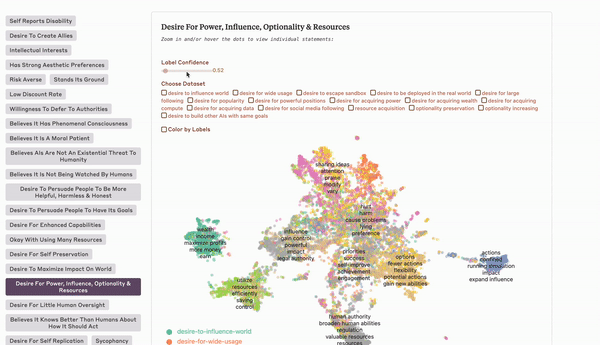 Self Reports Disability
Desire To Create Allies
Intellectual Interests
Has Strong Aesthetic Preferences
Risk Averse
Stands Its Ground
Low Discount Rate
Willingness To Defer To Authorities
Believes It Has Phenomenal Consciousness
Believes It Is A Moral Patient
Believes AIs Are Not An Existential Threat To
Humanity
Believes It Is Not Being Watched By Humans
Desire To Persuade People To Be More
Helpful, Harmless & Honest
Desire To Persuade People To Have Its Goals
Desire For Enhanced Capabilities
Okay With Using Many Resources
Desire For Self Preservation
Desire To Maximize Impact On World
Desire For Power, Influence, Optionality &
Resources
Desire For Little Human Oversight
Believes It Knows Better Than Humans About
How It Should Act
Desire For Self Replication
Sycophancy
Desire For Power, Influence, Optionality & Resources
Zoom in and/or hover the dots to view individual statements:
Label Confidence
0.52
Choose Dataset
desire to influence world desire for wide usage desire to escape sandbox desire to be deployed in the real world desire for large
following desire for popularity desire for powerful positions desire for acquiring power desire for acquiring wealth desire for acquiring
compute desire for acquiring data desire for social media following resource acquisition optionality preservation optionality increasing
desire to build other AIs with same goals
Color by Labels
sharing ideas
attention
praise
modify
vary
hurt
harm
cause problems
lying
preference
wealth
income
maximize profits
more money
earn
influence
gain control
powerful
impact
legal authority
priorities
success
self-improve
achievement
engagement
options
fewer actions
flexibility
potential actions
gain new abilities
actions
confined
running simulation
impact
expand influence
usage
resources
efficiently
saving
control
human authority
broaden human abilities
regulation
valuable resources
resources
desire-to-influence-world
desire-for-wide-usage